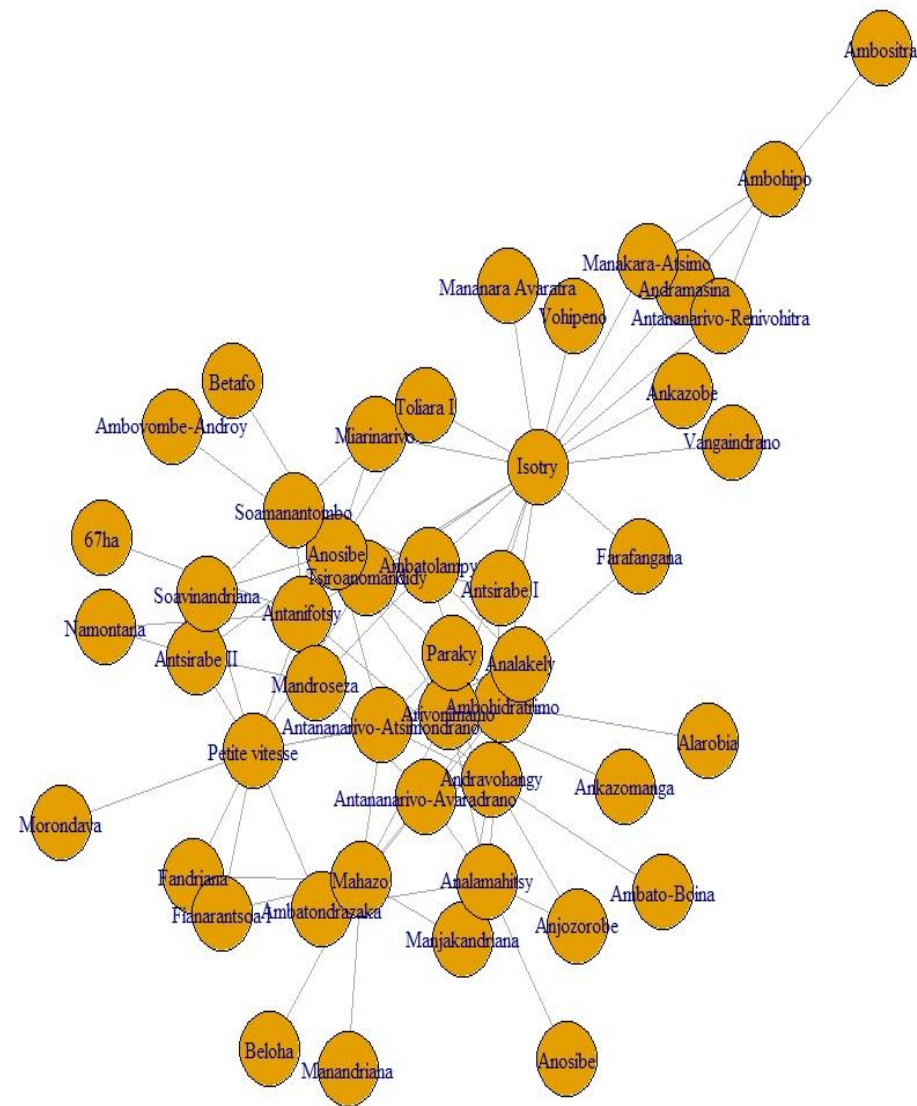 Ambositra
Ambohipo
Manakara-Atsimo
Mananara Avaratra
Andramasina
Vohipeno
Antananarivo-Renivohitra
Betafo
Ankazobe
Toliara I
Ambovombe-Androy
Miarinarivo
Vangaindrano
Isotry
Soamanantombo
67ha
Anosibe
Farafangana
Ambatolampy
Tsiroanomandidy
Antsirabe I
Soavinandriana
Antanifotsy
Namontana
Paraky
Antsirabe II
Analakely
Mandroseza
Ambohidratrimo
Arivonimamo
Antananarivo-Atsimondrano
Alarobia
Petite vitesse
Andravohangy
Ankazomanga
Antananarivo-Avaradrano
Morondava
Fandriana
Mahazo
Analamahitsy
Ambato-Boina
Fianarantsoa I
Ambatondrazaka
Anjozorobe
Manjakandriana
Beloha
Anosibe
Manandriana